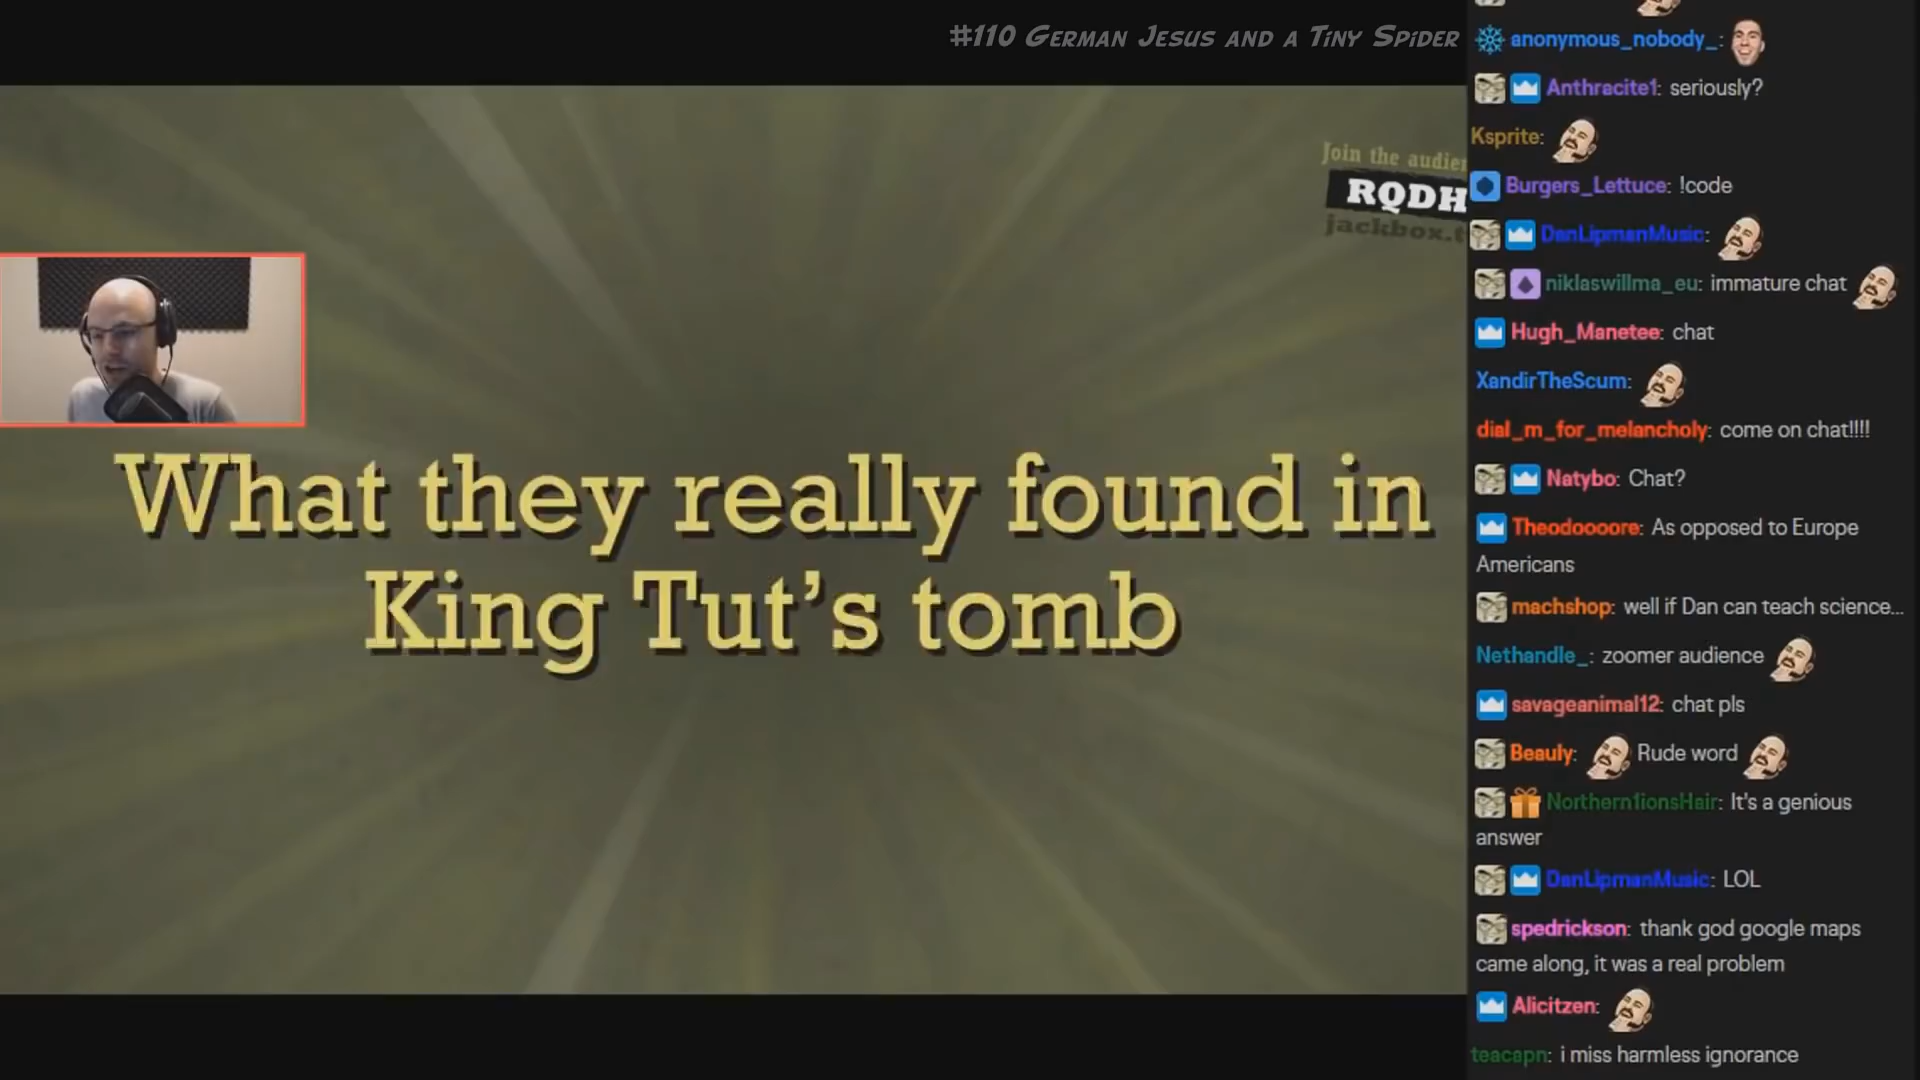 #110 German Jesus and a Tiny Spider
Join the audien
RQDH
jackbox.t
What they really found in
King Tut's tomb
anonymous_nobody_:
Anthracite1: seriously?
Ksprite:
Burgers_Lettuce: !code
DanLipmanMusic:
niklaswillma_eu: immature chat
Hugh_Manetee: chat
XandirTheScum:
dial_m_for_melancholy: come on chat!!!!
Natybo: Chat?
Theodoooore: As opposed to Europe
Americans
machshop: well if Dan can teach science...
Nethandle_: zoomer audience
savageanimal12: chat pls
Beauly: Rude word
Northern1ionsHair: It's a genious
answer
DanLipmanMusic: LOL
spedrickson: thank god google maps
came along, it was a real problem
Alicitzen:
teacapn: i miss harmless ignorance